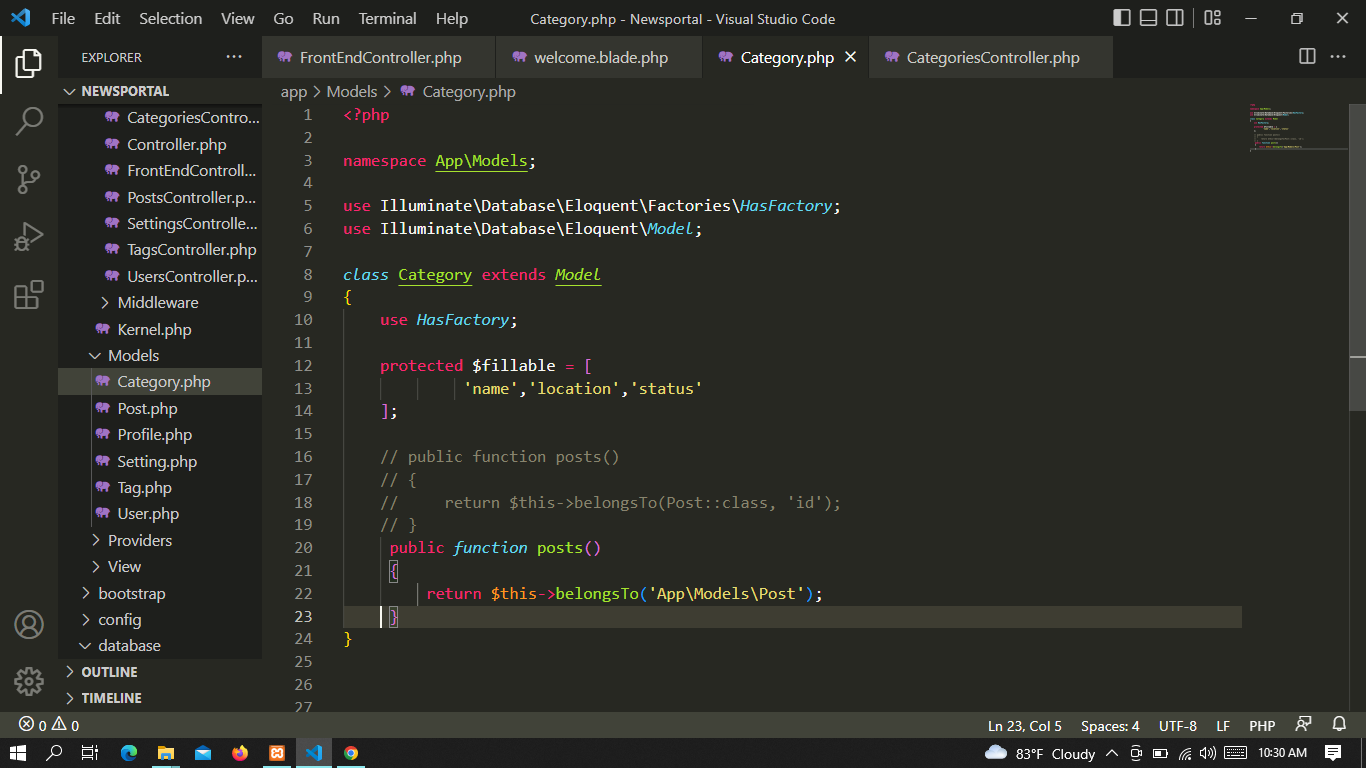 File Edit Selection View Go Run Terminal Help
Category.php - Newsportal - Visual Studio Code
EXPLORER
FrontEndController.php
welcome.blade.php
Category.php
CategoriesController.php
NEWSPORTAL
CategoriesContro...
Controller.php
FrontEndControll...
PostsController.p...
SettingsControlle...
TagsController.php
UsersController.p...
Middleware
Kernel.php
Models
Category.php
Post.php
Profile.php
Setting.php
Tag.php
User.php
Providers
View
bootstrap
config
database
OUTLINE
TIMELINE
app > Models > Category.php
1 <?php
2
3 namespace App\Models;
4
5 use Illuminate\Database\Eloquent\Factories\HasFactory;
6 use Illuminate\Database\Eloquent\Model;
7
8 class Category extends Model
9 {
10 use HasFactory;
11
12 protected $fillable = [
13 'name','location','status'
14 ];
15
16 // public function posts()
17 // {
18 // return $this->belongsTo(Post::class, 'id');
19 // }
20 public function posts()
21 {
22 return $this->belongsTo('App\Models\Post');
23 }
24 }
25
26
27
0 0
Ln 23, Col 5 Spaces: 4 UTF-8 LF PHP
83°F Cloudy 10:30 AM